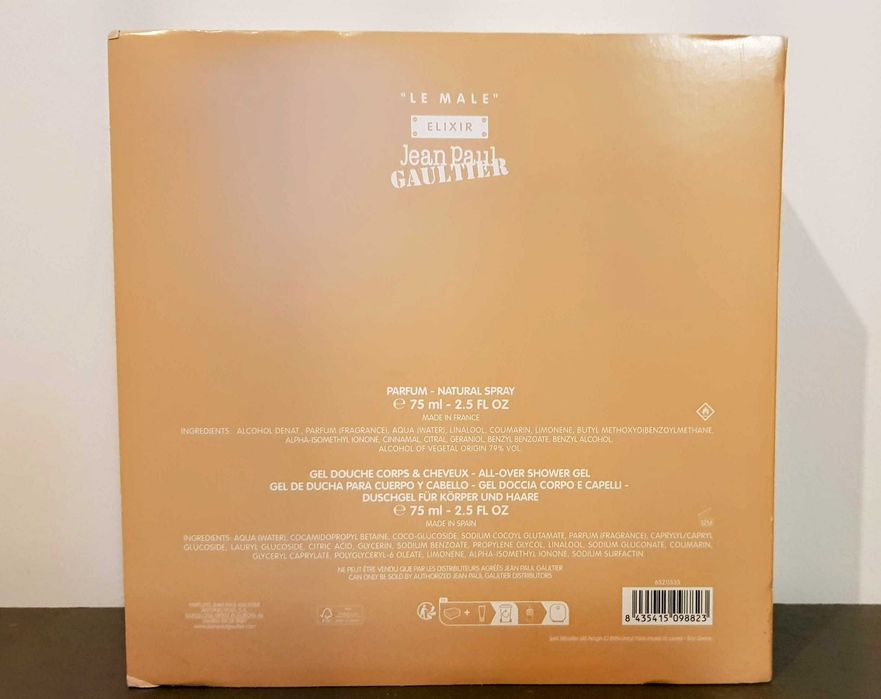 "LE MALE"
ELIXIR
Jean Paul
GAULTIER
PARFUM - NATURAL SPRAY
℮ 75 ml - 2.5 FL OZ
MADE IN FRANCE
INGREDIENTS: ALCOHOL DENAT., PARFUM (FRAGRANCE), AQUA (WATER), LINALOOL, COUMARIN, LIMONENE, BUTYL METHOXYDIBENZOYLMETHANE,
ALPHA-ISOMETHYL IONONE, CINNAMAL, CITRAL, GERANIOL, BENZYL BENZOATE, BENZYL ALCOHOL.
ALCOHOL OF VEGETAL ORIGIN 79% VOL.
GEL DOUCHE CORPS & CHEVEUX - ALL-OVER SHOWER GEL
GEL DE DUCHA PARA CUERPO Y CABELLO - GEL DOCCIA CORPO E CAPELLI -
DUSCHGEL FÜR KÖRPER UND HAARE
℮ 75 ml - 2.5 FL OZ
MADE IN SPAIN
12M
INGREDIENTS: AQUA (WATER), COCAMIDOPROPYL BETAINE, COCO-GLUCOSIDE, SODIUM COCOYL GLUTAMATE, PARFUM (FRAGRANCE), CAPRYLYL/CAPRYL
GLUCOSIDE, LAURYL GLUCOSIDE, CITRIC ACID, GLYCERIN, SODIUM BENZOATE, PROPYLENE GLYCOL, LINALOOL, SODIUM GLUCONATE, COUMARIN,
GLYCERYL CAPRYLATE, POLYGLYCERYL-6 OLEATE, LIMONENE, ALPHA-ISOMETHYL IONONE, SODIUM SURFACTIN
NE PEUT ÊTRE VENDU QUE PAR LES DISTRIBUTEURS AGRÉÉS JEAN PAUL GAULTIER
CAN ONLY BE SOLD BY AUTHORIZED JEAN PAUL GAULTIER DISTRIBUTORS
6520535
8 435415 098823
FSC
FR